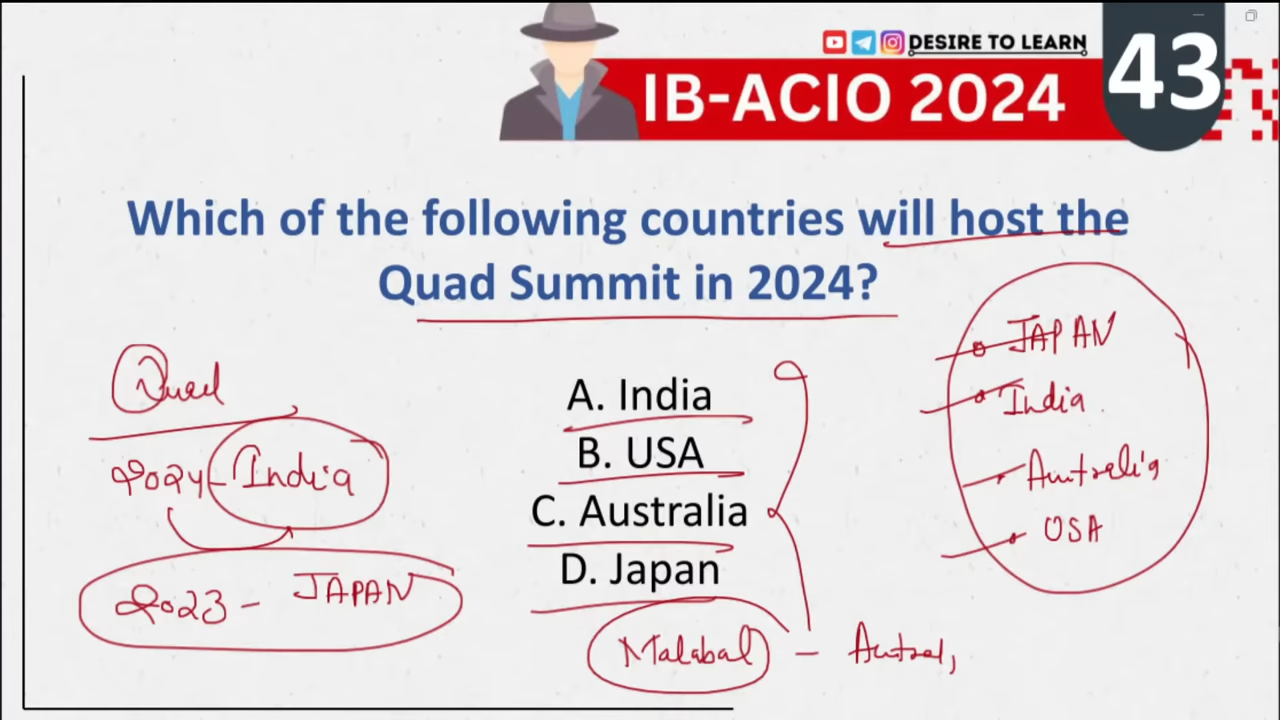 DESIRE TO LEARN
IB-ACIO 2024
43
Which of the following countries will host the
Quad Summit in 2024?
Quad
2024 - India
2023 - JAPAN
A. India
B. USA
C. Australia
D. Japan
Malabal -
JAPAN
India
Australia
USA